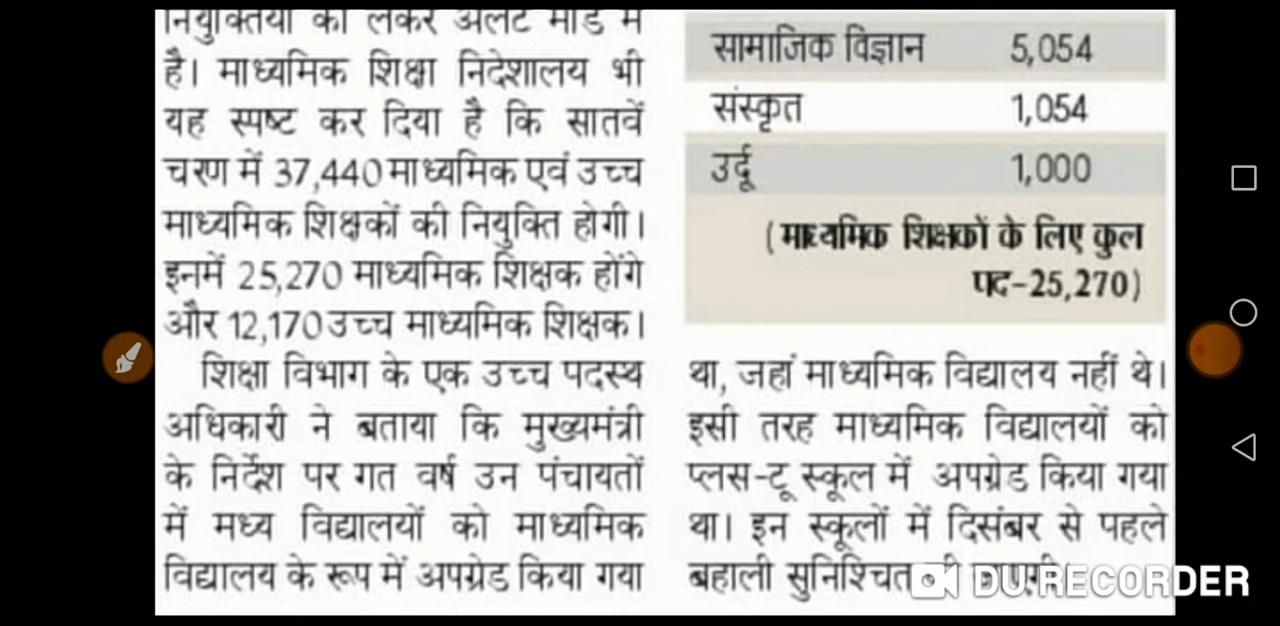 है। माध्यमिक शिक्षा निदेशालय भी
यह स्पष्ट कर दिया है कि सातवें
चरण में 37,440 माध्यमिक एवं उच्च
माध्यमिक शिक्षकों की नियुक्ति होगी।
इनमें 25,270 माध्यमिक शिक्षक होंगे
और 12,170 उच्च माध्यमिक शिक्षक।
शिक्षा विभाग के एक उच्च पदस्थ
अधिकारी ने बताया कि मुख्यमंत्री
के निर्देश पर गत वर्ष उन पंचायतों
में मध्य विद्यालयों को माध्यमिक
विद्यालय के रूप में अपग्रेड किया गया
सामाजिक विज्ञान 5,054
संस्कृत 1,054
उर्दू 1,000
(माध्यमिक शिक्षकों के लिए कुल
पद-25,270)
था, जहां माध्यमिक विद्यालय नहीं थे।
इसी तरह माध्यमिक विद्यालयों को
प्लस-टू स्कूल में अपग्रेड किया गया
था। इन स्कूलों में दिसंबर से पहले
बहाली सुनिश्चित
DU RECORDER